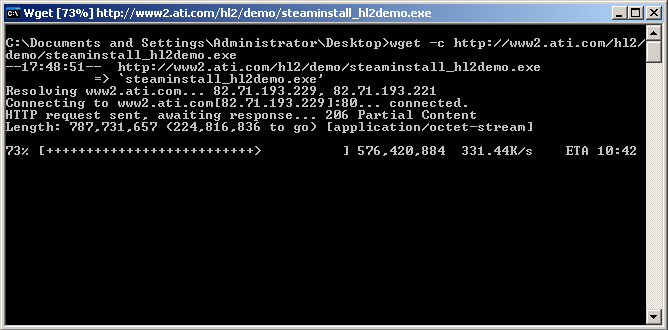 Wget [73%] http://www2.ati.com/hl2/demo/steaminstall_hl2demo.exe
C:\Documents and Settings\Administrator\Desktop>wget -c http://www2.ati.com/hl2/
demo/steaminstall_hl2demo.exe
--17:48:51--  http://www2.ati.com/hl2/demo/steaminstall_hl2demo.exe
           => `steaminstall_hl2demo.exe'
Resolving www2.ati.com... 82.71.193.229, 82.71.193.221
Connecting to www2.ati.com[82.71.193.229]:80... connected.
HTTP request sent, awaiting response... 206 Partial Content
Length: 787,731,657 (224,816,836 to go) [application/octet-stream]
73% [++++++++++++++++++++++++++>          ] 576,420,884  331.44K/s    ETA 10:42